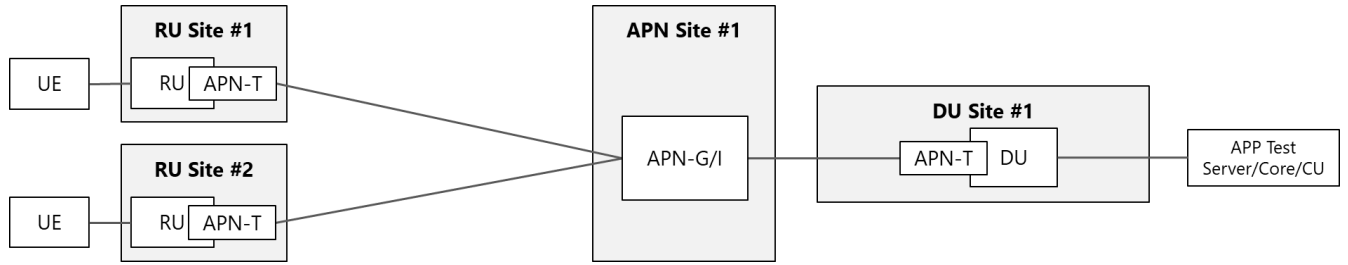 RU Site #1
UE
RU
APN-T
RU Site #2
UE
RU
APN-T
APN Site #1
APN-G/I
DU Site #1
APN-T
DU
APP Test
Server/Core/CU